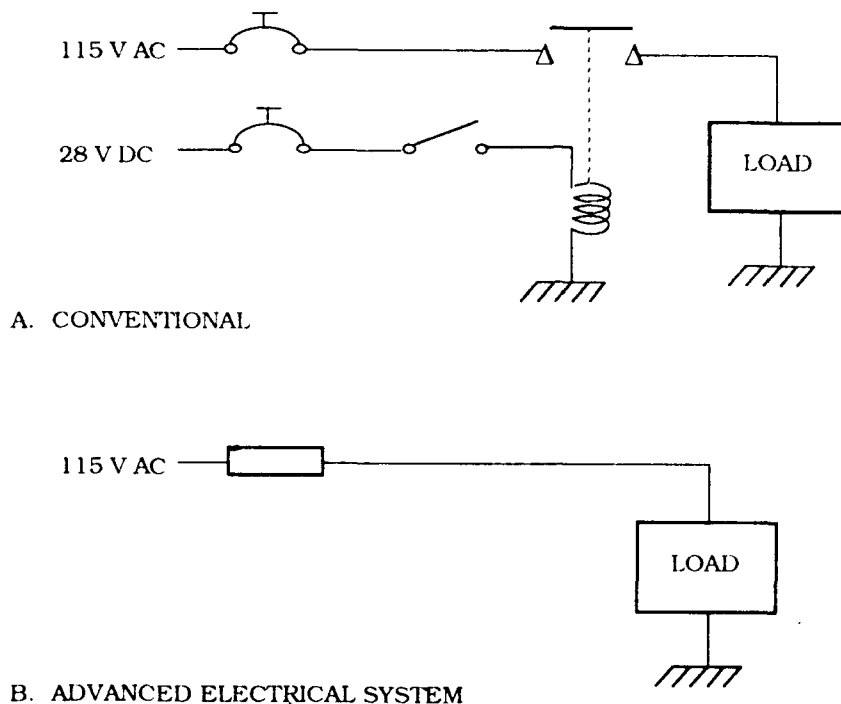 115 V AC
28 V DC
LOAD
A. CONVENTIONAL
115 V AC
LOAD
B. ADVANCED ELECTRICAL SYSTEM